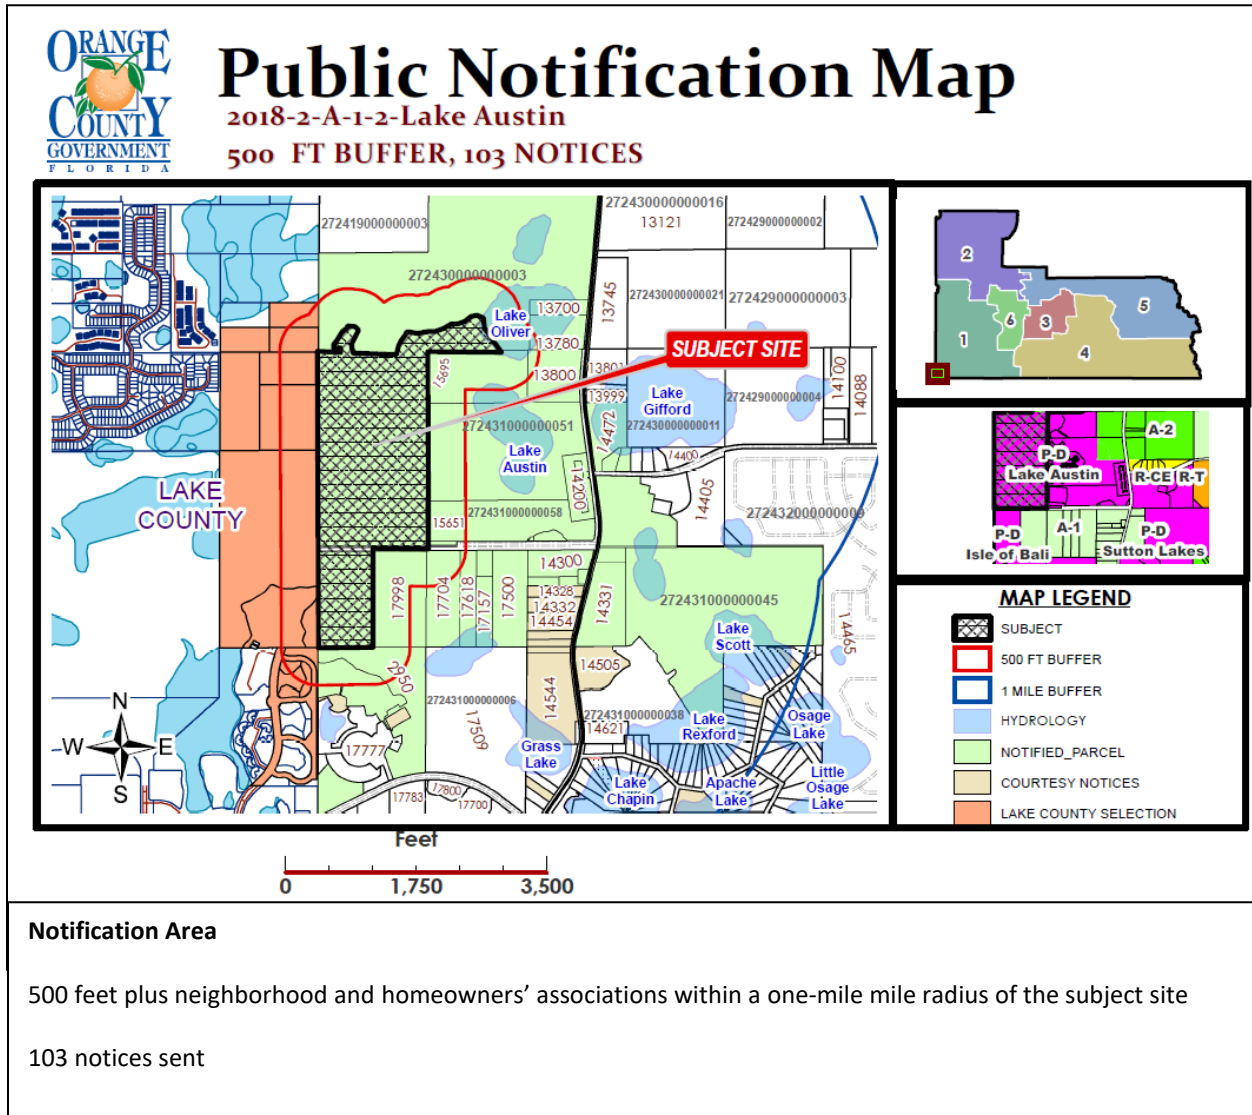 ORANGE
COUNTY
GOVERNMENT
FLORIDA
Public Notification Map
2018-2-A-1-2-Lake Austin
500 FT BUFFER, 103 NOTICES
272419000000003
272430000000016
13121
272429000000002
272430000000003
13745
272430000000021
272429000000003
Lake
Oliver
13700
13780
SUBJECT SITE
15695
13800
13999
Lake
Gifford
272429000000004
14100
14088
272431000000051
14472
272430000000011
Lake
Austin
14400
LAKE
COUNTY
14200
14405
15651
272431000000058
272432000000009
14300
17998
17704
17618
17157
17500
14328
14332
14454
14331
272431000000045
Lake
Scott
14465
2950
14505
272431000000006
14544
17509
272431000000038
14621
Lake
Rexford
Osage
Lake
Grass
Lake
17777
Lake
Chapin
Apache
Lake
Little
Osage
Lake
17783
17800
17700
N
W
E
S
2
1
6
3
4
5
A-2
P-D
Lake Austin
R-CE
R-T
P-D
Isle of Bali
A-1
P-D
Sutton Lakes
MAP LEGEND
SUBJECT
500 FT BUFFER
1 MILE BUFFER
HYDROLOGY
NOTIFIED_PARCEL
COURTESY NOTICES
LAKE COUNTY SELECTION
Feet
0 1,750 3,500
Notification Area
500 feet plus neighborhood and homeowners’ associations within a one-mile mile radius of the subject site
103 notices sent